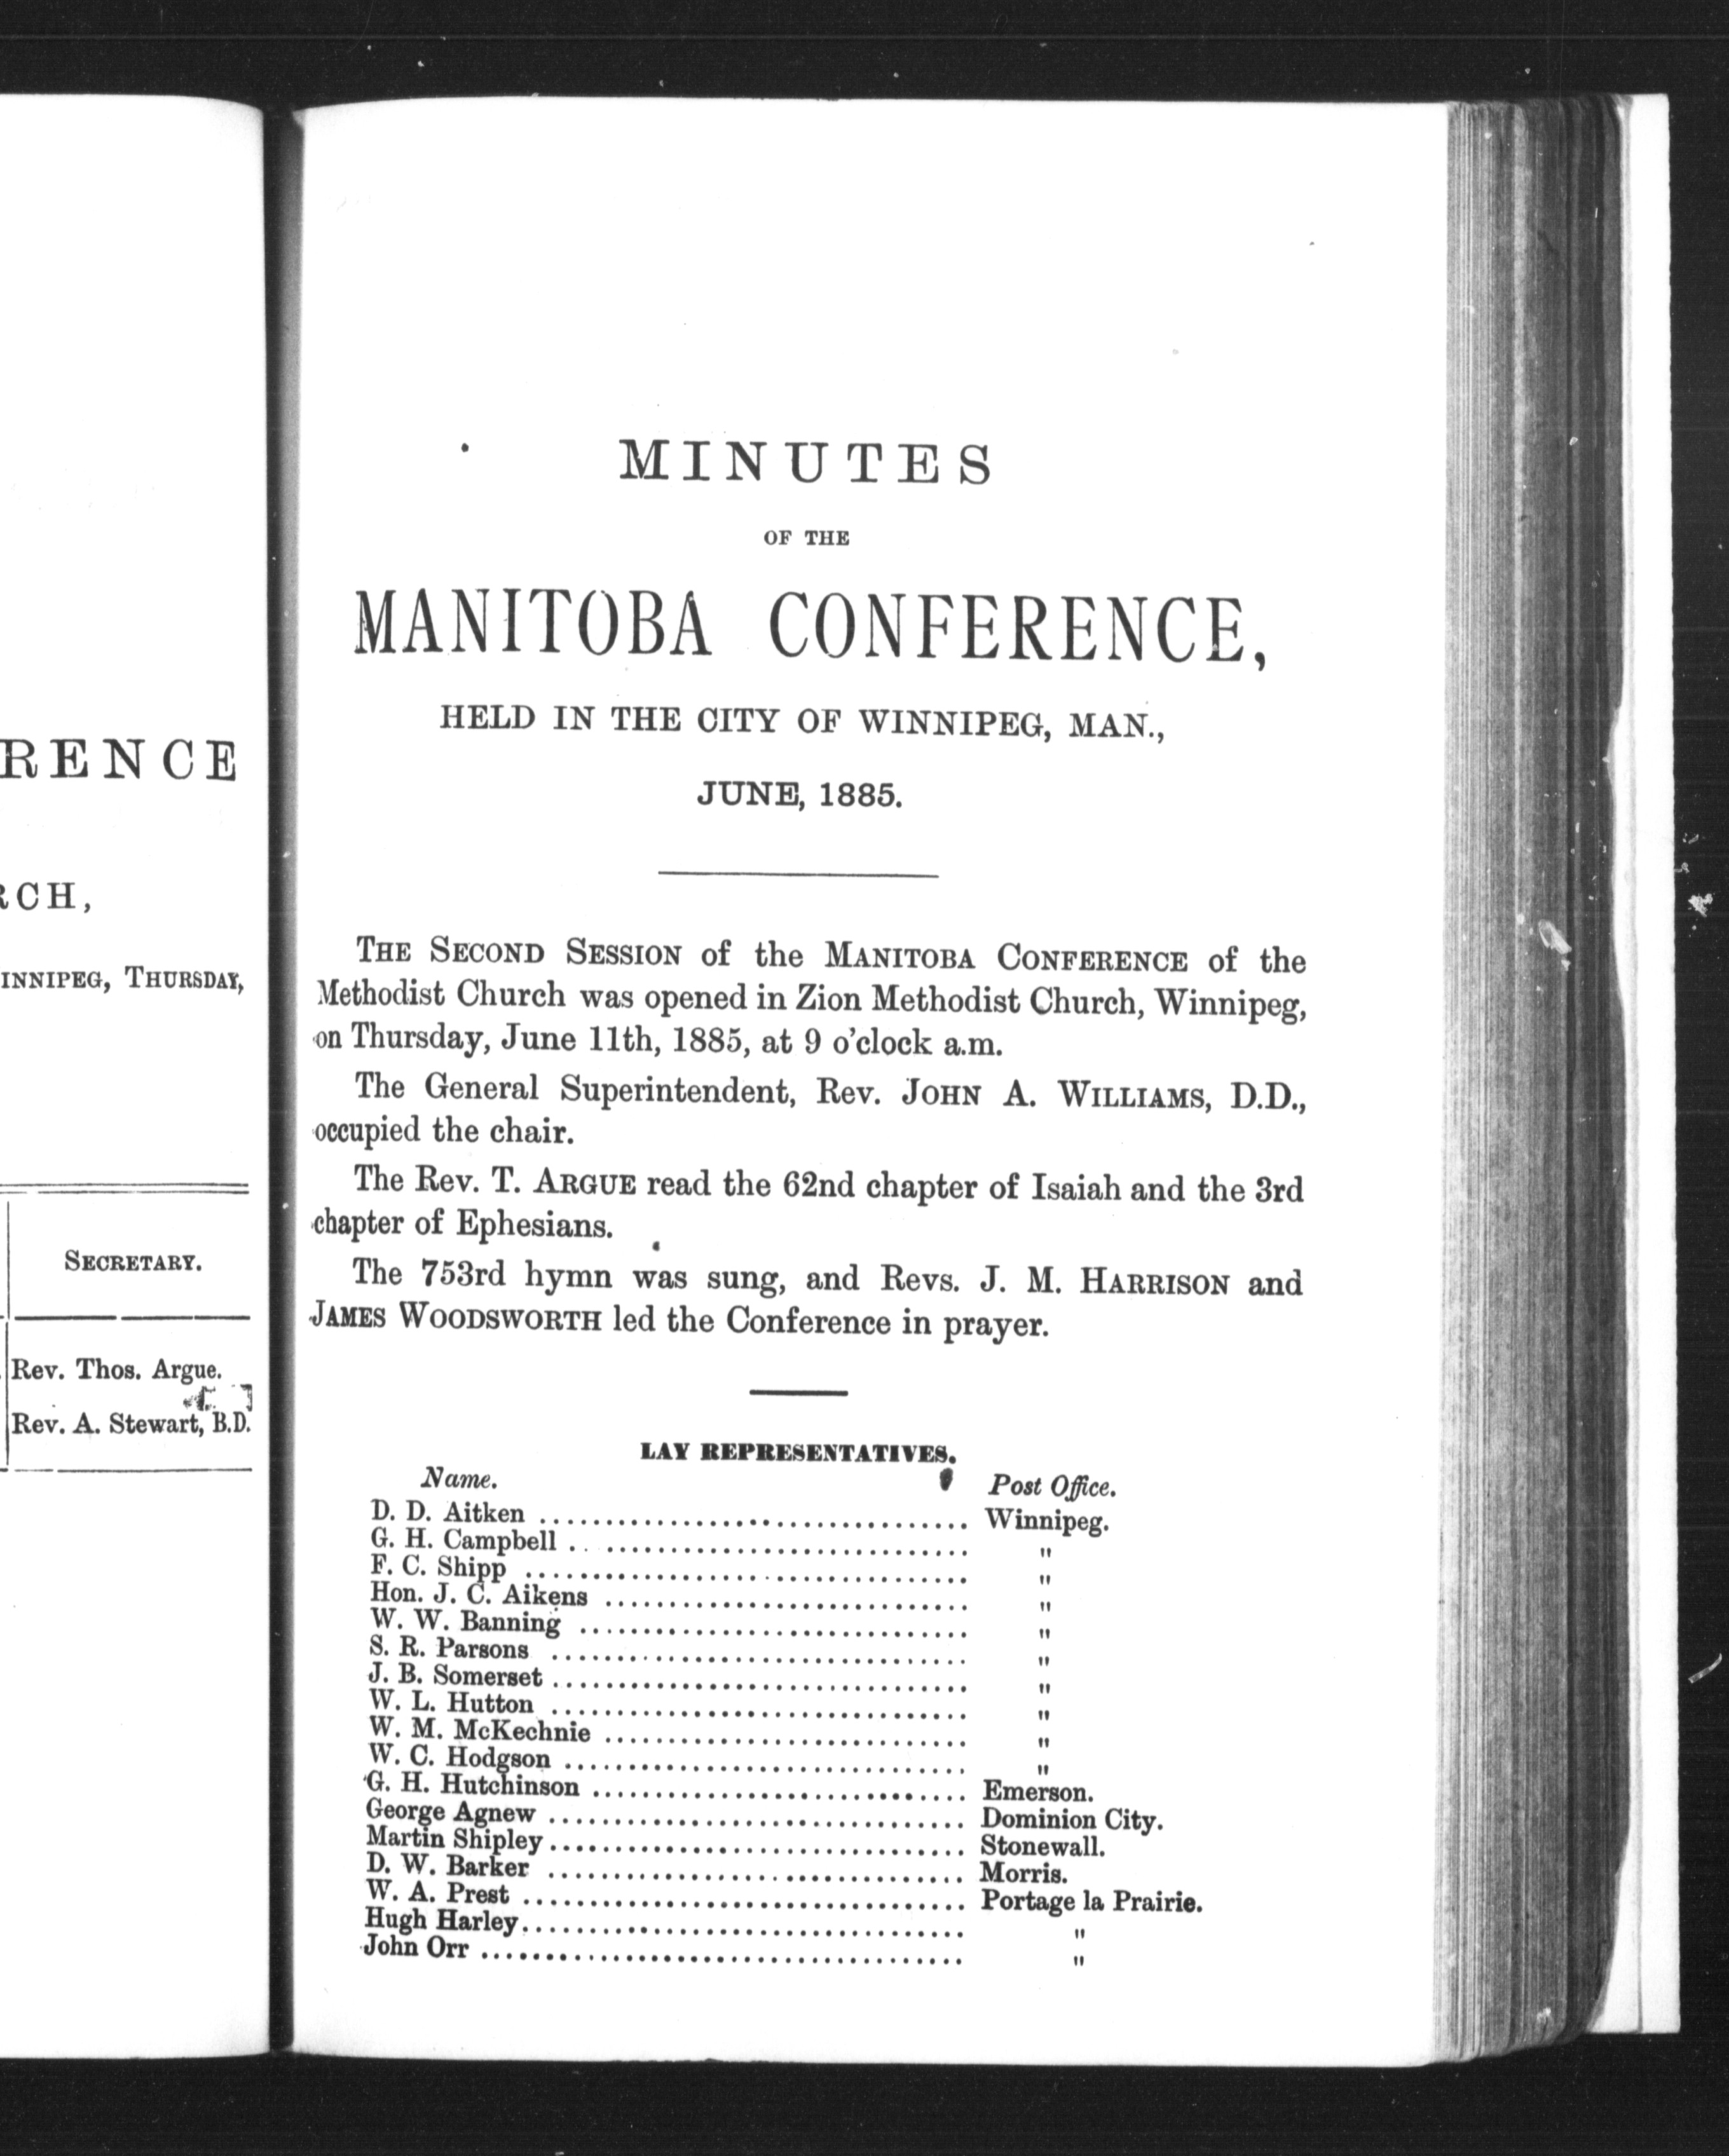 RENCE
CH,
INNIPEG, THURSDAY,
SECRETARY.
Rev. Thos. Argue.
Rev. A. Stewart, B.D.
MINUTES
OF THE
MANITOBA CONFERENCE,
HELD IN THE CITY OF WINNIPEG, MAN.,
JUNE, 1885.
THE SECOND SESSION of the MANITOBA CONFERENCE of the
Methodist Church was opened in Zion Methodist Church, Winnipeg,
on Thursday, June 11th, 1885, at 9 o'clock a.m.
The General Superintendent, Rev. JOHN A. WILLIAMS, D.D.,
occupied the chair.
The Rev. T. ARGUE read the 62nd chapter of Isaiah and the 3rd
chapter of Ephesians.
The 753rd hymn was sung, and Revs. J. M. HARRISON and
JAMES WOODSWORTH led the Conference in prayer.
LAY REPRESENTATIVES.
Name. Post Office.
D. D. Aitken ................................ Winnipeg.
G. H. Campbell ................................ "
F. C. Shipp ................................ "
Hon. J. C. Aikens ................................ "
W. W. Banning ................................ "
S. R. Parsons ................................ "
J. B. Somerset ................................ "
W. L. Hutton ................................ "
W. M. McKechnie ................................ "
W. C. Hodgson ................................ "
G. H. Hutchinson ................................ Emerson.
George Agnew ................................ Dominion City.
Martin Shipley ................................ Stonewall.
D. W. Barker ................................ Morris.
W. A. Prest ................................ Portage la Prairie.
Hugh Harley ................................ "
John Orr ................................ "